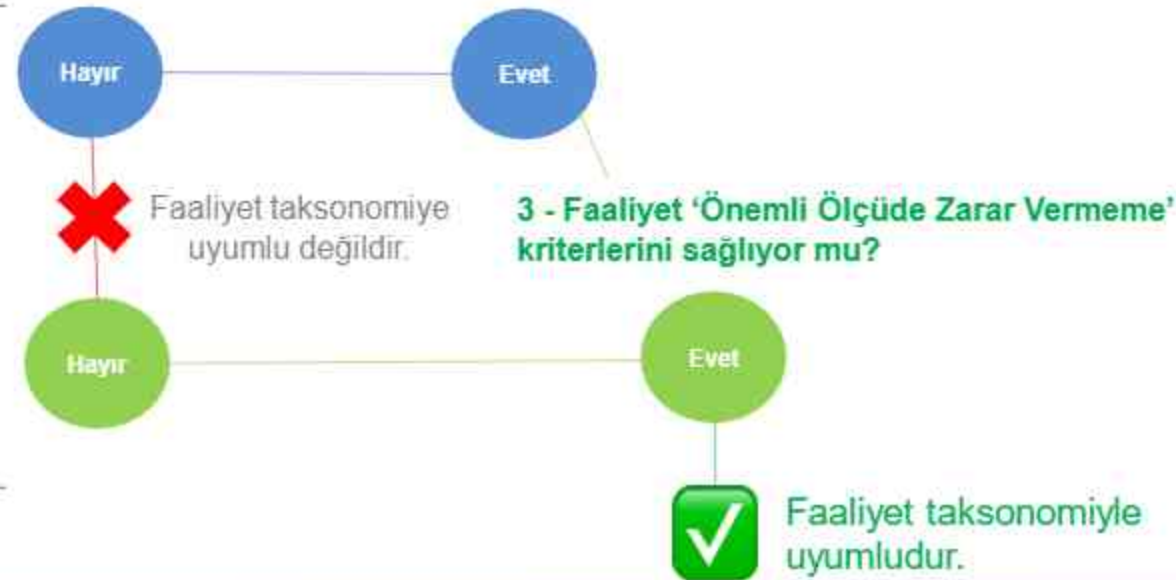 Hayır
Evet
Faaliyet taksonomiye
uyumlu değildir.
3 - Faaliyet ‘Önemli Ölçüde Zarar Vermeme’
kriterlerini sağlıyor mu?
Hayır
Evet
Faaliyet taksonomiyle
uyumludur.